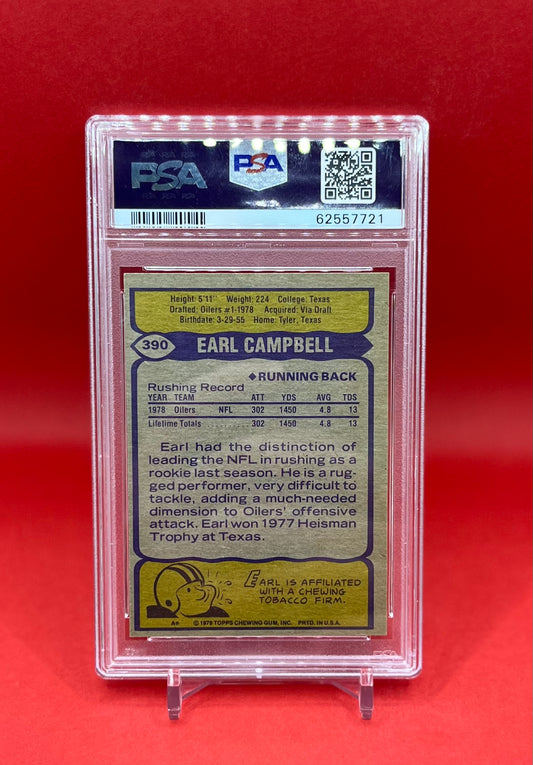 PSA
PSA
62557721
Height: 5'11" Weight: 224 College: Texas
Drafted: Oilers #1-1978 Acquired: Via Draft
Birthdate: 3-29-55 Home: Tyler, Texas
390 EARL CAMPBELL
◆RUNNING BACK
Rushing Record
YEAR TEAM ATT YDS AVG TDS
1978 Oilers NFL 302 1450 4.8 13
Lifetime Totals 302 1450 4.8 13
Earl had the distinction of
leading the NFL in rushing as a
rookie last season. He is a rug-
ged performer, very difficult to
tackle, adding a much-needed
dimension to Oilers' offensive
attack. Earl won 1977 Heisman
Trophy at Texas.
EARL IS AFFILIATED
WITH A CHEWING
TOBACCO FIRM.
© 1979 TOPPS CHEWING GUM, INC. PRTD. IN U.S.A.
PSA